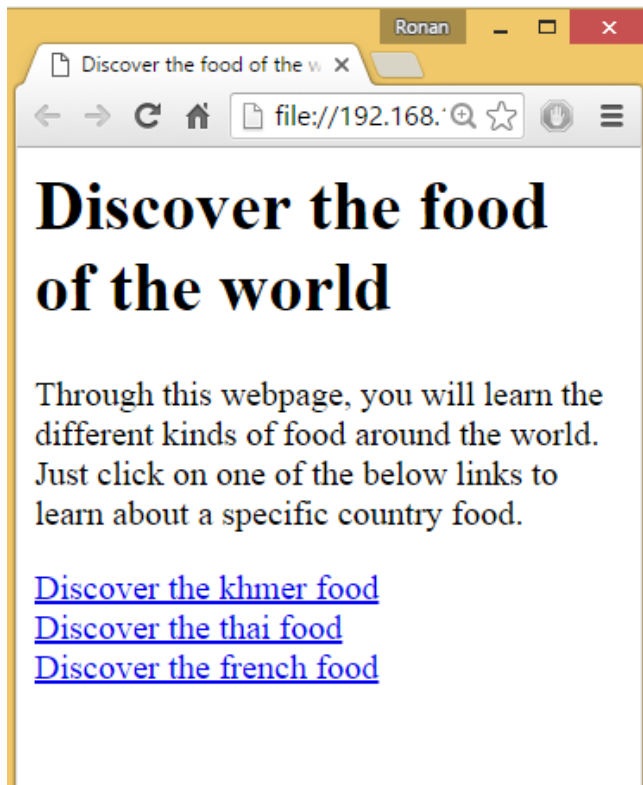 Ronan
Discover the food of the w
file://192.168.
Discover the food
of the world
Through this webpage, you will learn the
different kinds of food around the world.
Just click on one of the below links to
learn about a specific country food.
Discover the khmer food
Discover the thai food
Discover the french food